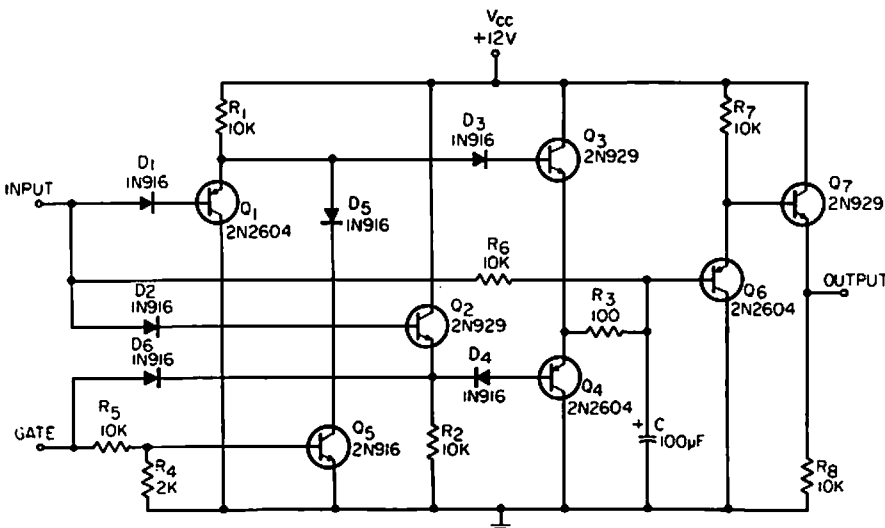 VCC
+12V
R1
10K
R7
10K
D3
1N916
Q3
2N929
D1
1N916
INPUT
Q1
2N2604
D5
1N916
Q7
2N929
R6
10K
OUTPUT
Q6
2N2604
R3
100
D2
1N916
Q2
2N929
D6
1N916
D4
1N916
Q4
2N2604
R5
10K
GATE
Q5
2N916
R2
10K
+
C
100µF
R4
2K
R8
10K